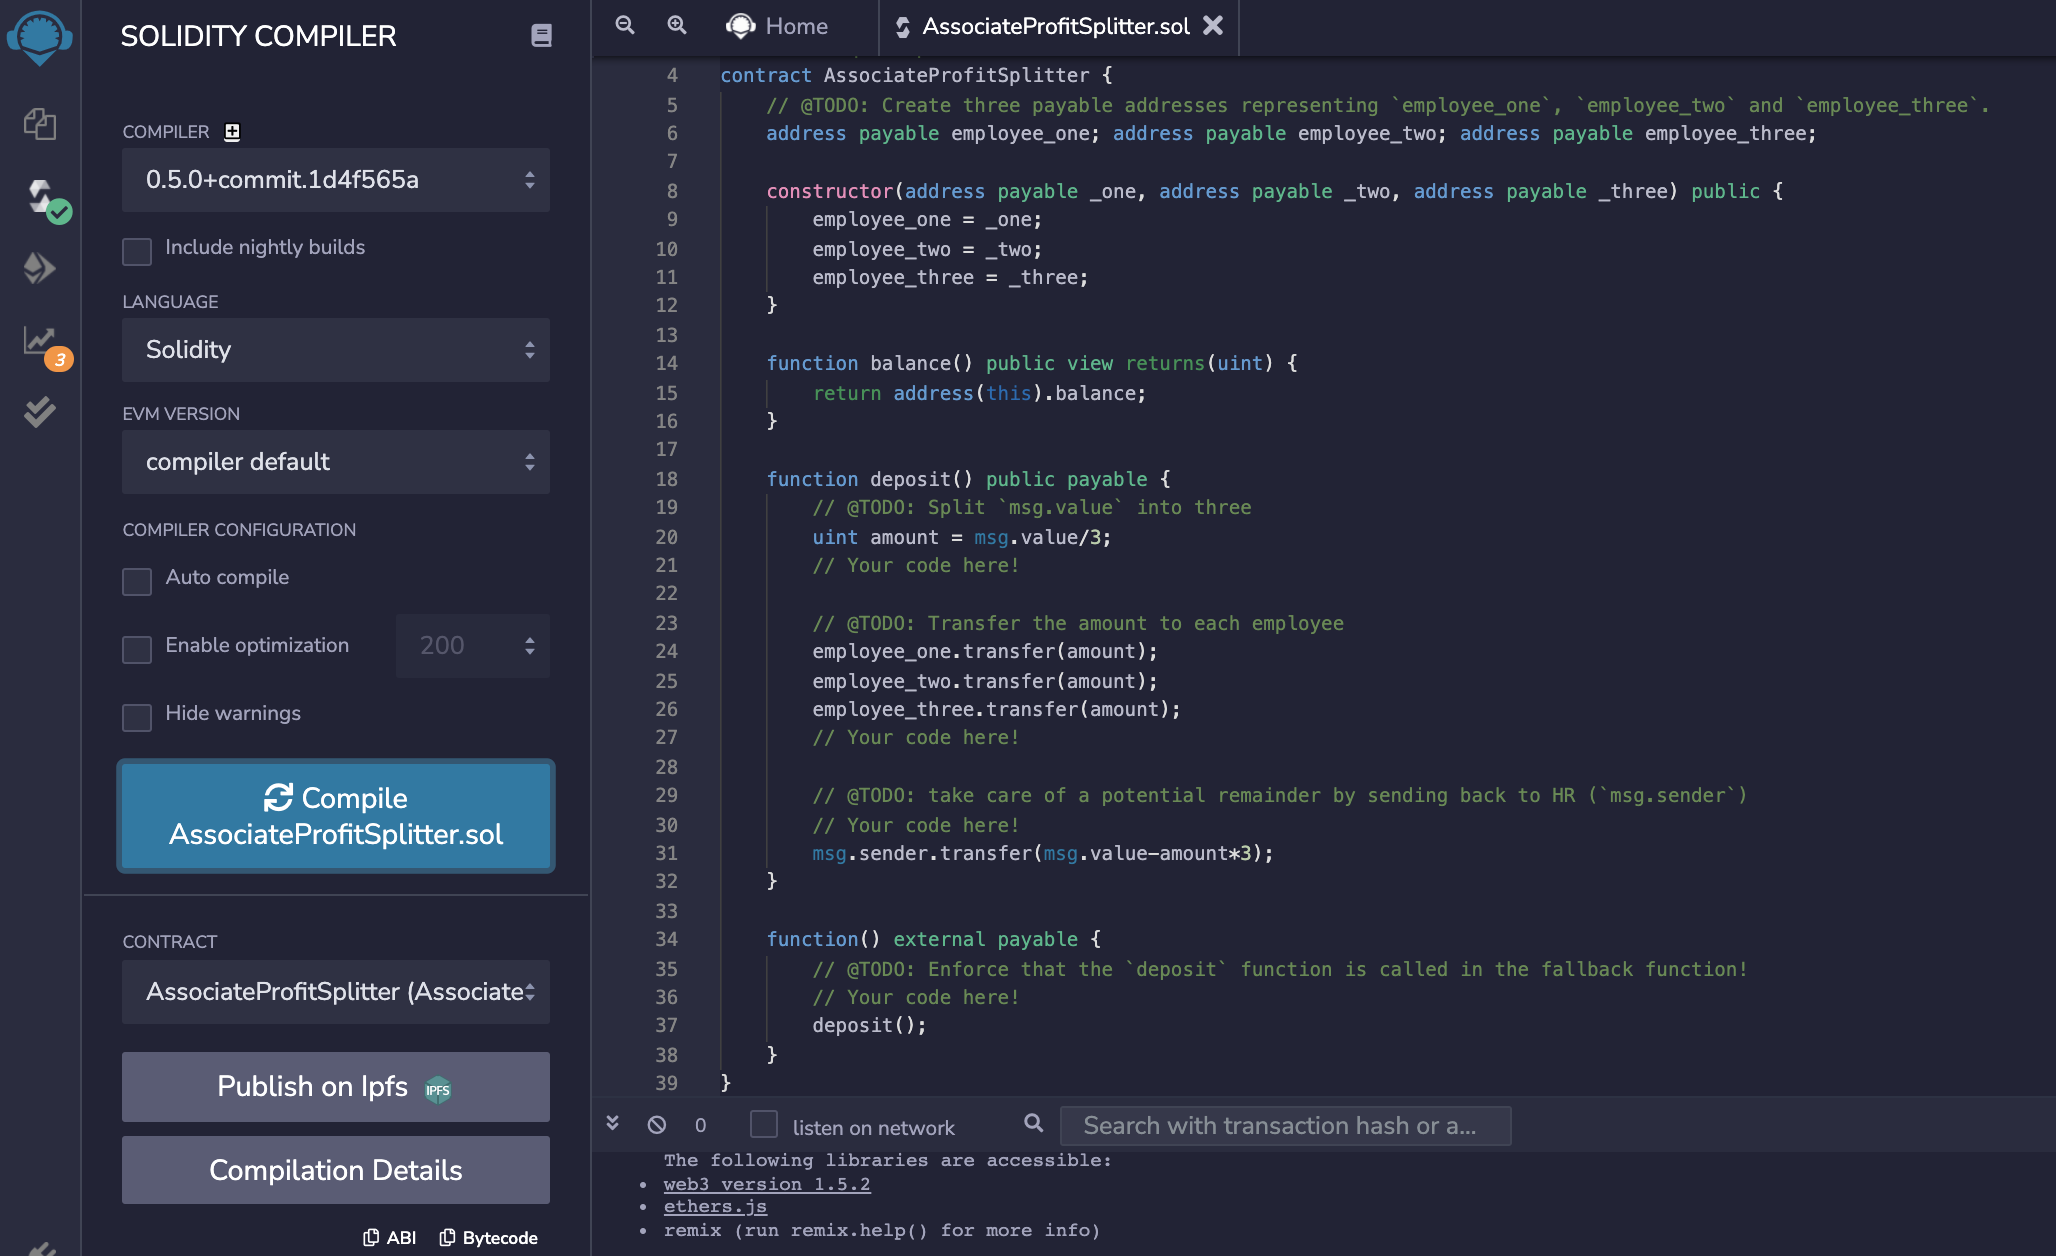 SOLIDITY COMPILER
COMPILER
0.5.0+commit.1d4f565a
Include nightly builds
LANGUAGE
Solidity
EVM VERSION
compiler default
COMPILER CONFIGURATION
Auto compile
Enable optimization
200
Hide warnings
Compile
AssociateProfitSplitter.sol
CONTRACT
AssociateProfitSplitter (Associate
Publish on Ipfs IPFS
Compilation Details
ABI Bytecode
3
Home
AssociateProfitSplitter.sol
4 contract AssociateProfitSplitter {
5 // @TODO: Create three payable addresses representing `employee_one`, `employee_two` and `employee_three`.
6 address payable employee_one; address payable employee_two; address payable employee_three;
7
8 constructor(address payable _one, address payable _two, address payable _three) public {
9 employee_one = _one;
10 employee_two = _two;
11 employee_three = _three;
12 }
13
14 function balance() public view returns(uint) {
15 return address(this).balance;
16 }
17
18 function deposit() public payable {
19 // @TODO: Split `msg.value` into three
20 uint amount = msg.value/3;
21 // Your code here!
22
23 // @TODO: Transfer the amount to each employee
24 employee_one.transfer(amount);
25 employee_two.transfer(amount);
26 employee_three.transfer(amount);
27 // Your code here!
28
29 // @TODO: take care of a potential remainder by sending back to HR (`msg.sender`)
30 // Your code here!
31 msg.sender.transfer(msg.value-amount*3);
32 }
33
34 function() external payable {
35 // @TODO: Enforce that the `deposit` function is called in the fallback function!
36 // Your code here!
37 deposit();
38 }
39 }
0 listen on network Search with transaction hash or a...
The following libraries are accessible:
• web3 version 1.5.2
• ethers.js
• remix (run remix.help() for more info)